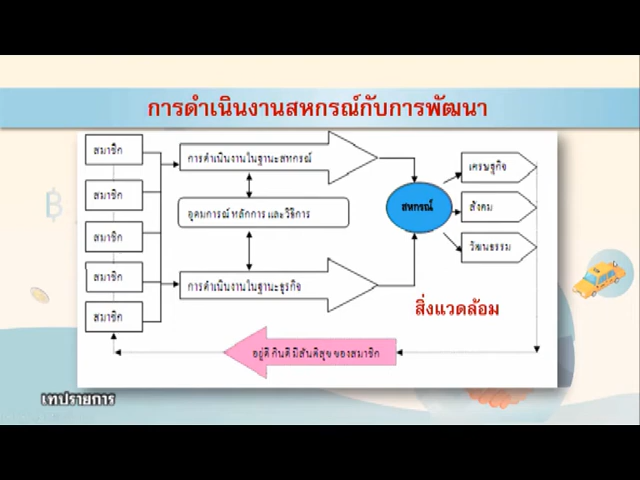 การดำเนินงานสหกรณ์กับการพัฒนา
สมาชิก
สมาชิก
สมาชิก
สมาชิก
สมาชิก
การดำเนินงานในฐานะสหกรณ์
อุดมการณ์ หลักการ และ วิธีการ
การดำเนินงานในฐานะธุรกิจ
สหกรณ์
เศรษฐกิจ
สังคม
วัฒนธรรม
สิ่งแวดล้อม
อยู่ดี กินดี มีสันติสุข ของสมาชิก
เทปรายการ